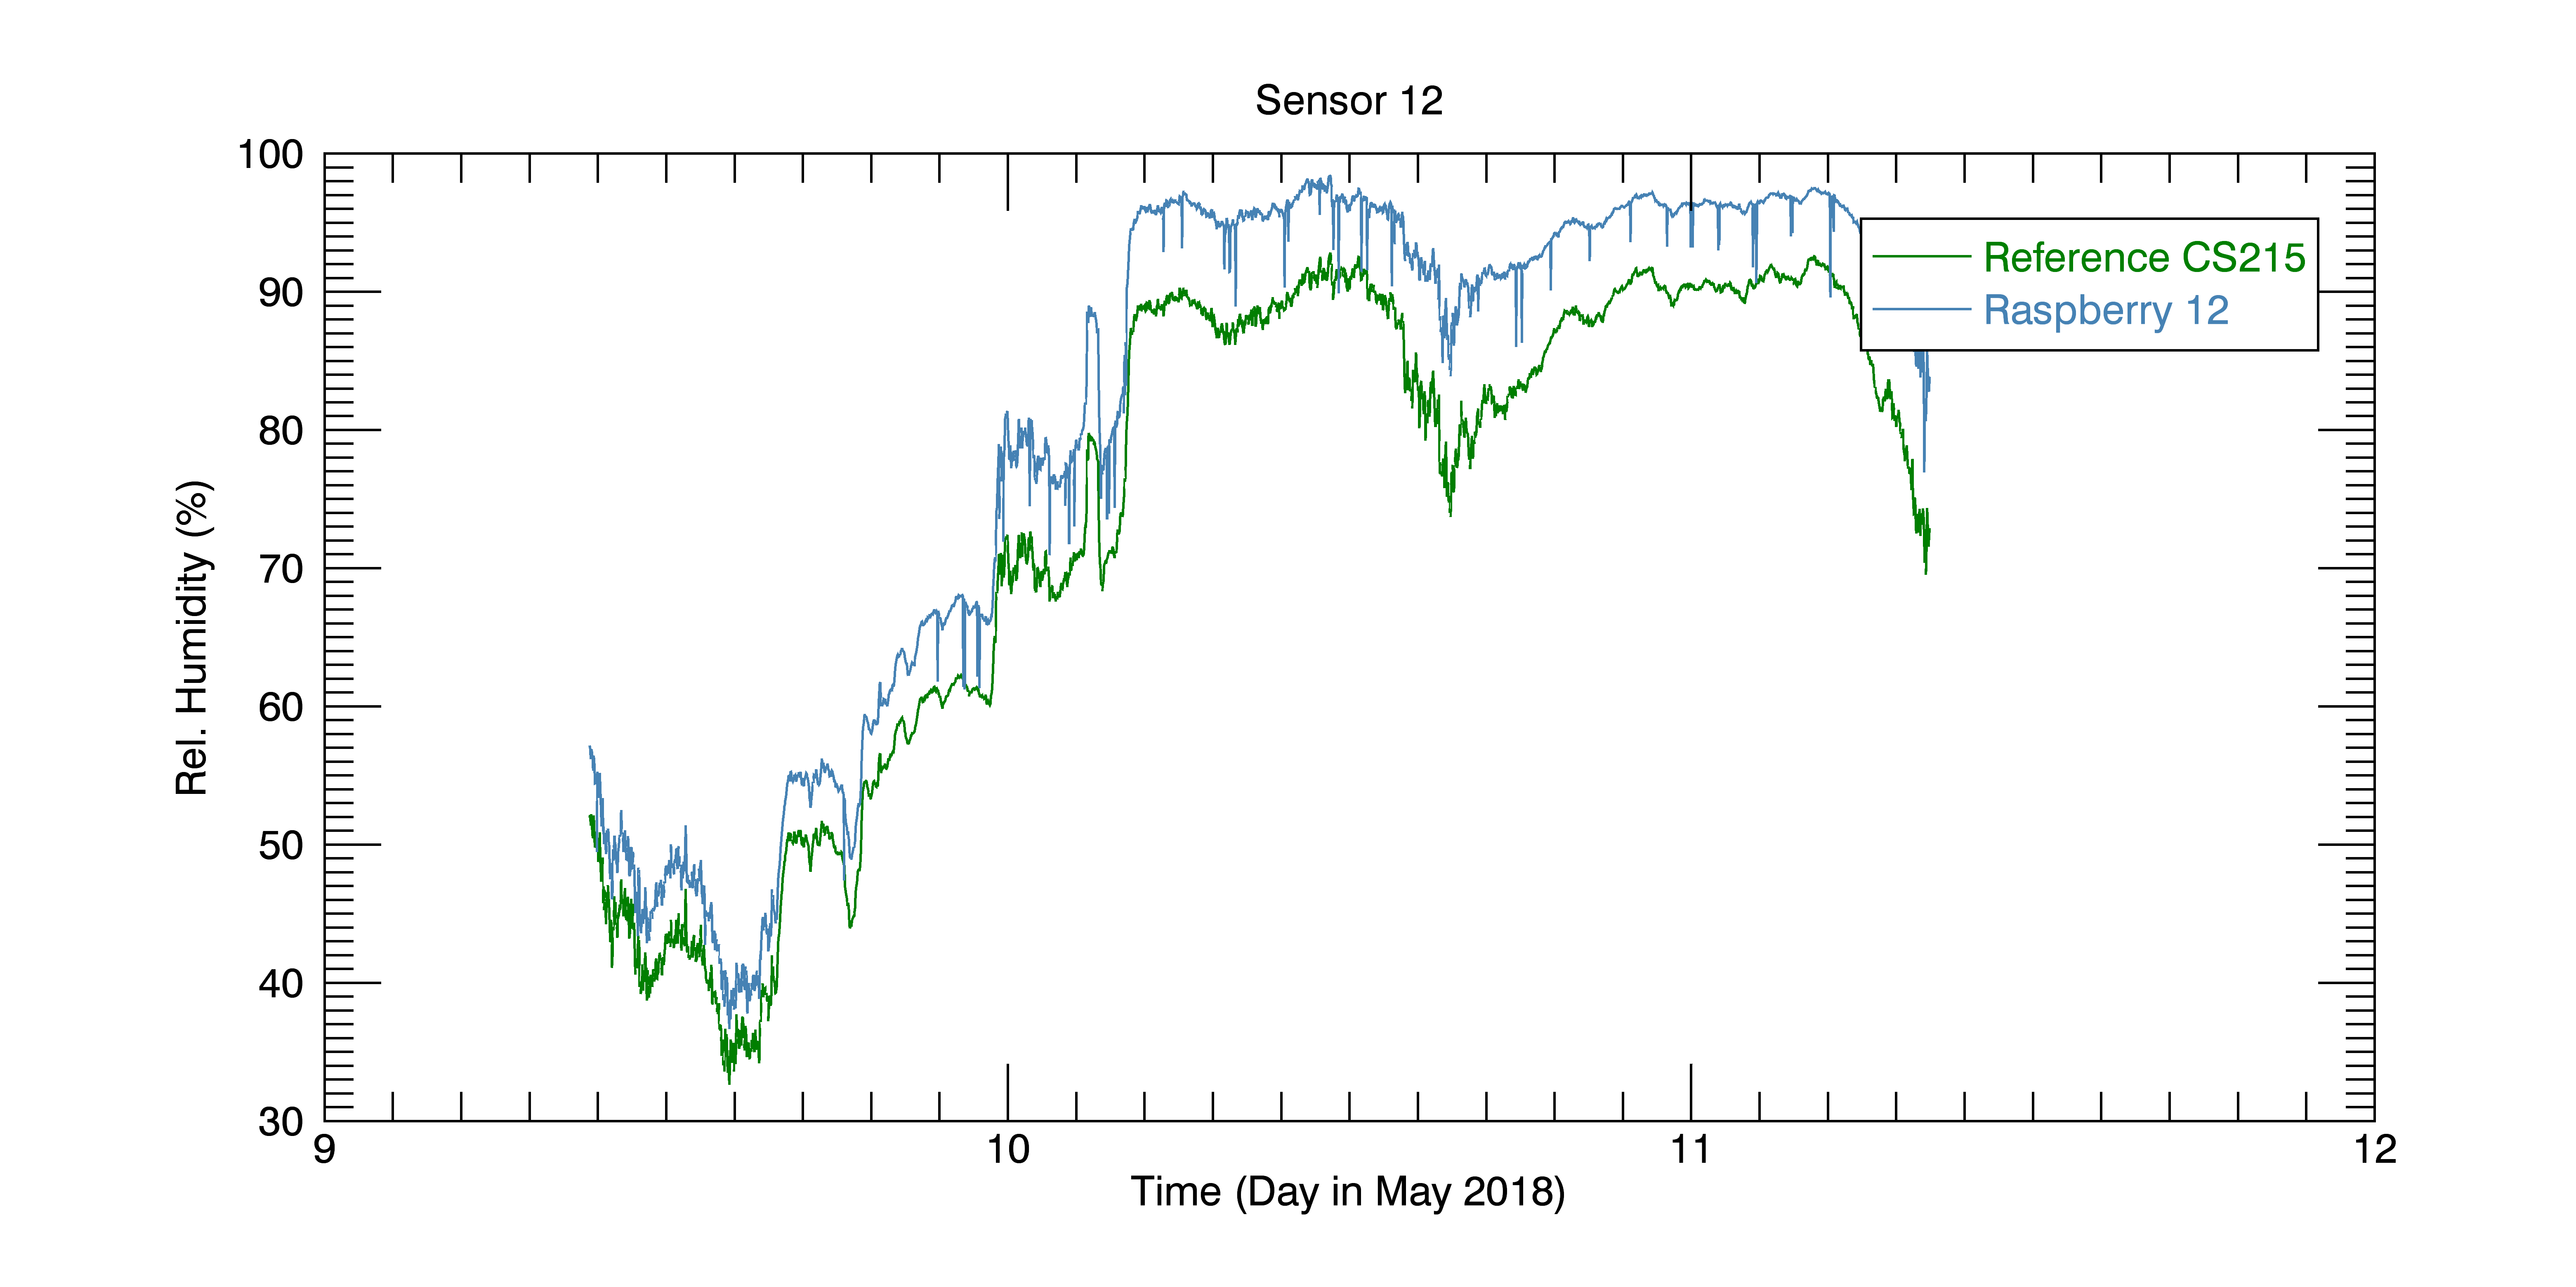 Sensor 12
100
90
80
70
60
50
40
30
Rel. Humidity (%)
Reference CS215
Raspberry 12
9 10 11 12
Time (Day in May 2018)